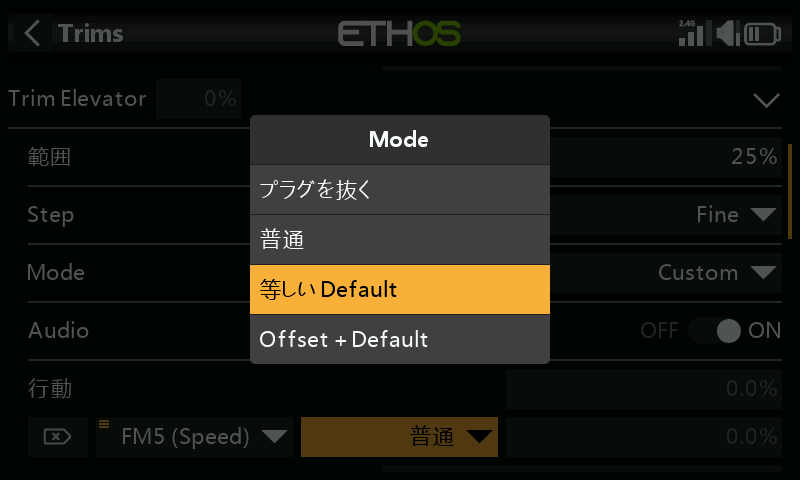 Trims
ETHOS
2.4G
Trim Elevator 0%
Mode
プラグを抜く
普通
等しい Default
Offset + Default
範囲 25%
Step Fine
Mode Custom
Audio OFF ON
行動 0.0%
FM5 (Speed) 普通 0.0%